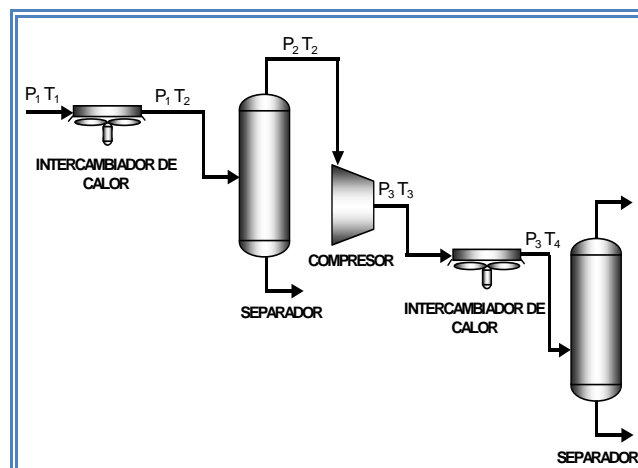 P2 T2
P1 T1
P1 T2
INTERCAMBIADOR DE
CALOR
P3 T3
COMPRESOR
SEPARADOR
P3 T4
INTERCAMBIADOR DE
CALOR
SEPARADOR